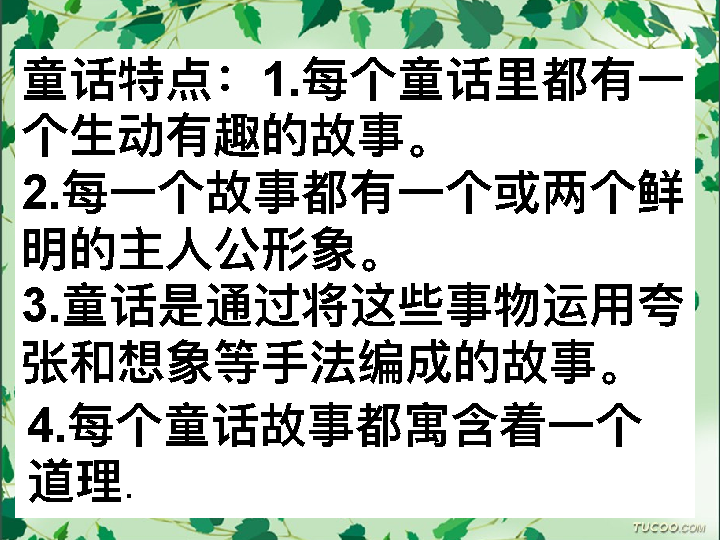 童话特点：1.每个童话里都有一
个生动有趣的故事。
2.每一个故事都有一个或两个鲜
明的主人公形象。
3.童话是通过将这些事物运用夸
张和想象等手法编成的故事。
4.每个童话故事都寓含着一个
道理.
TUCOO.COM